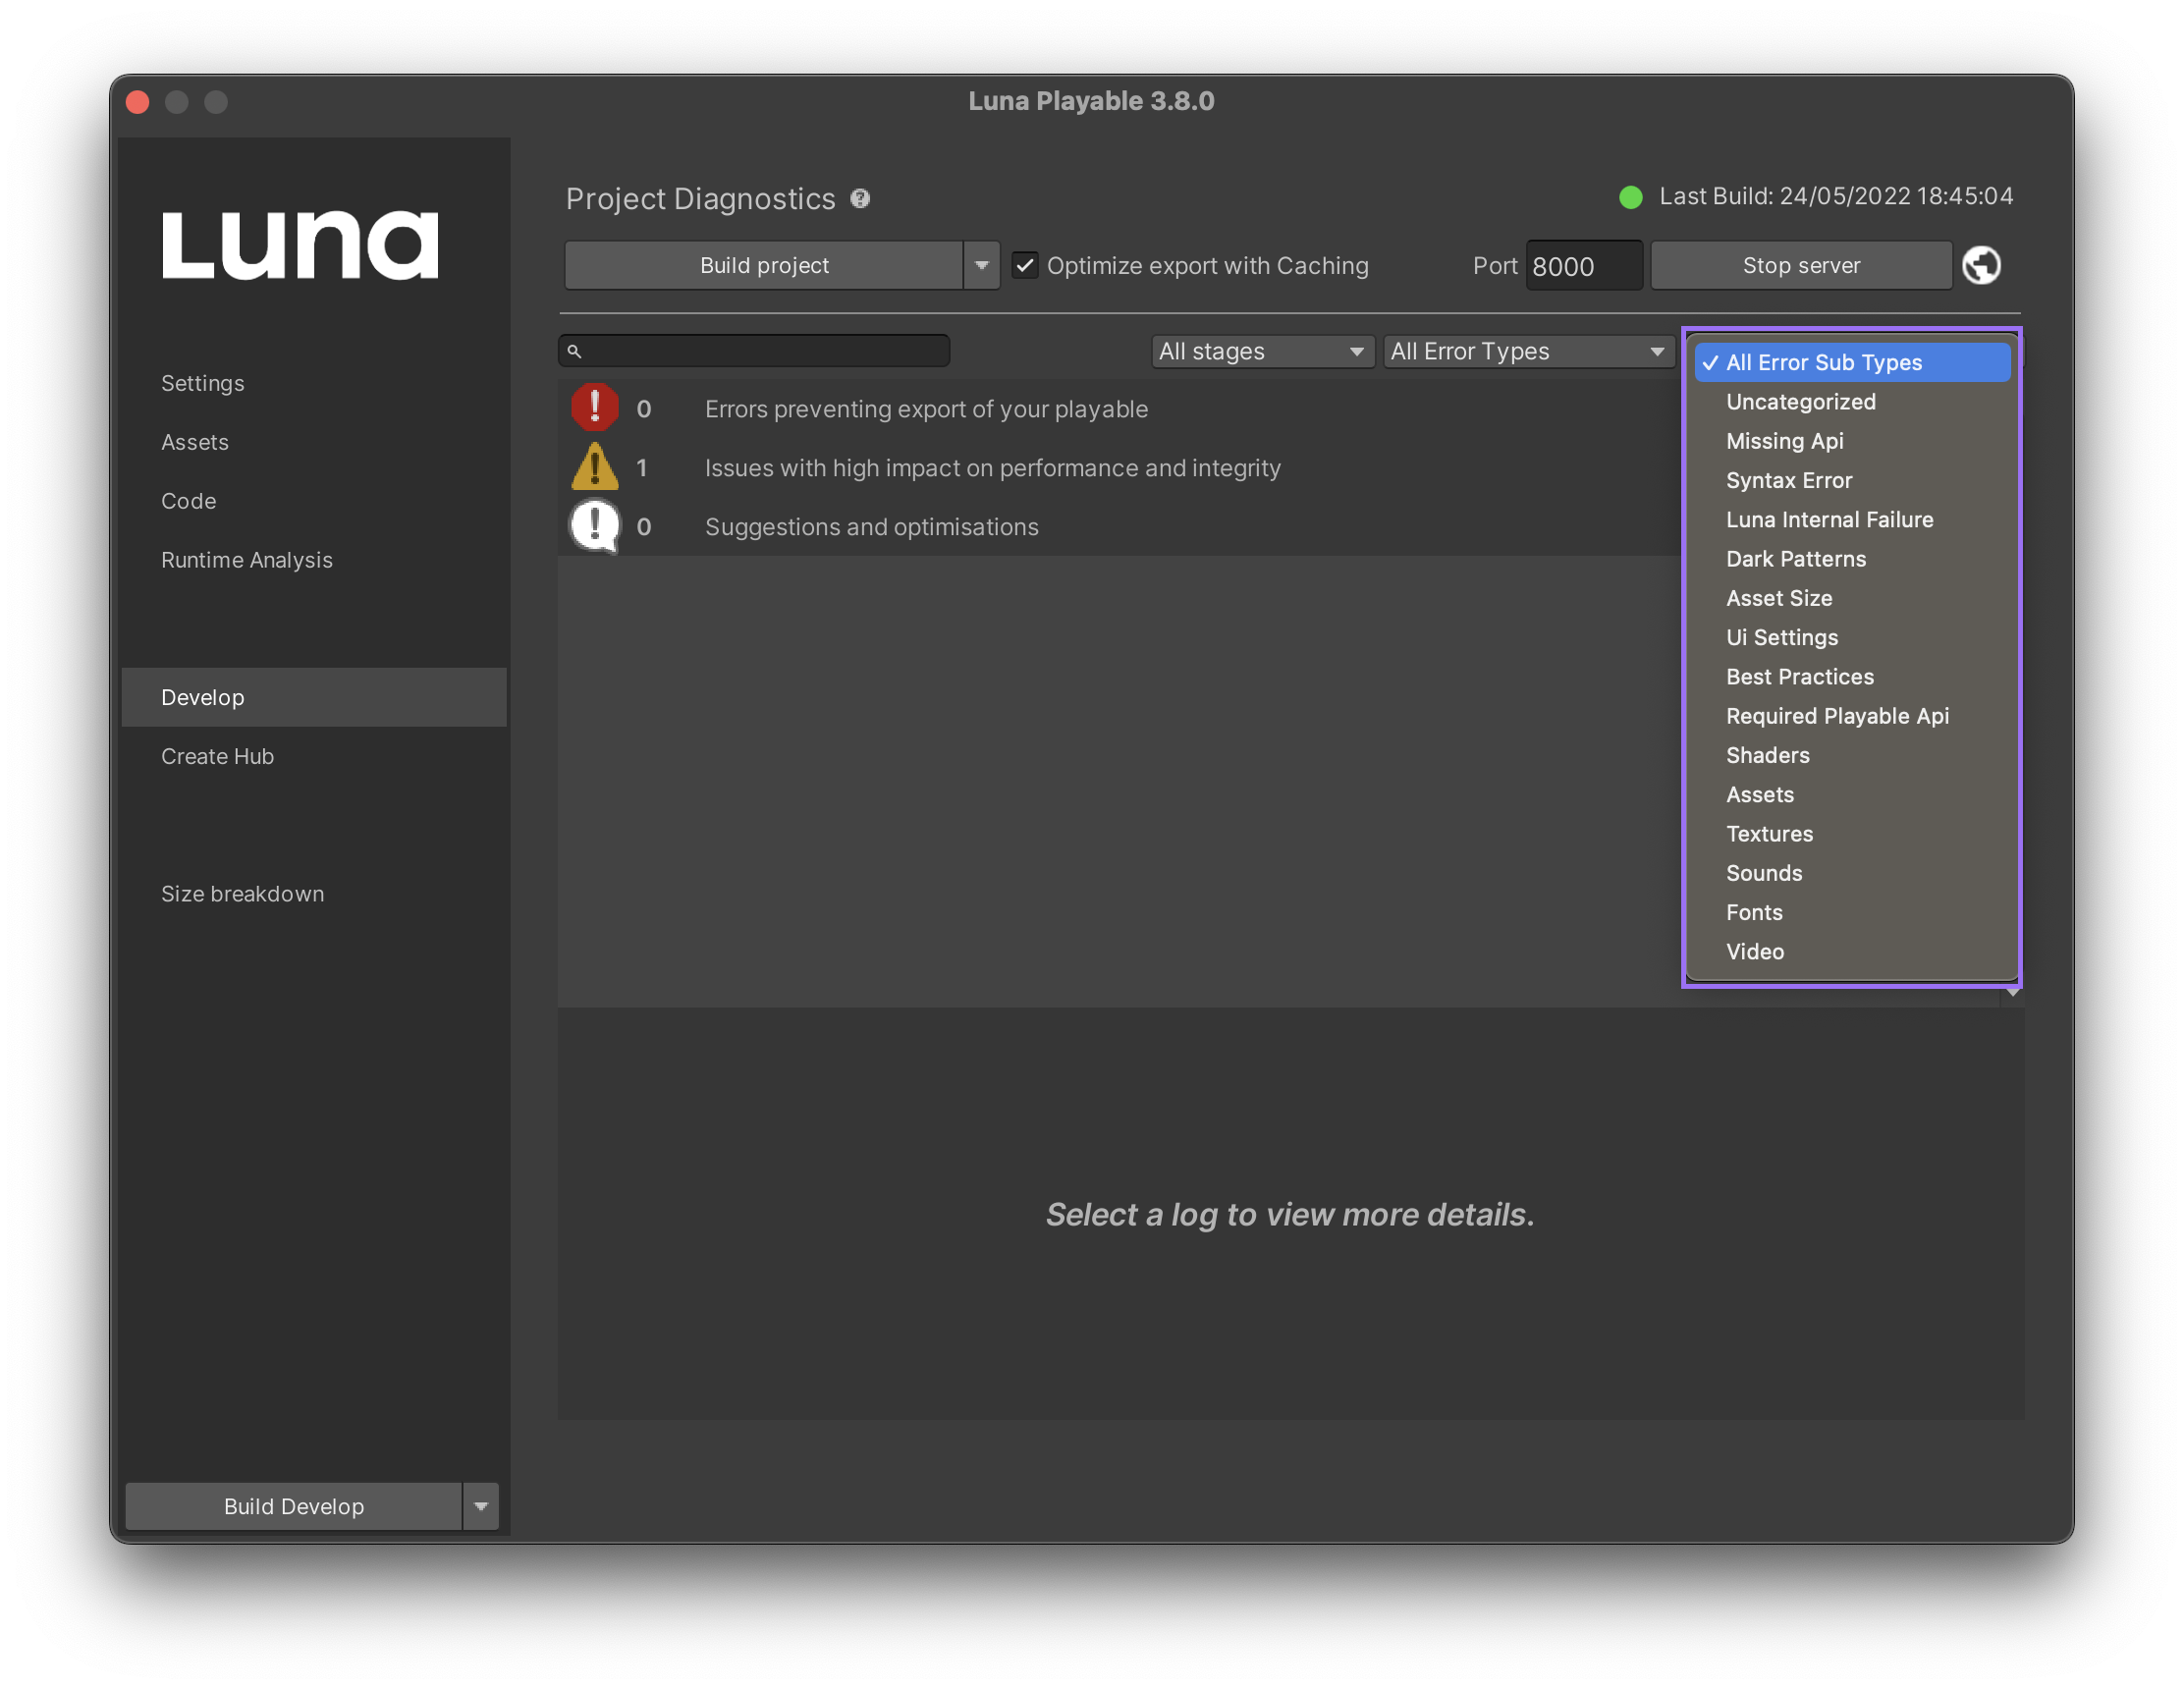 Luna Playable 3.8.0
Luna
Settings
Assets
Code
Runtime Analysis
Develop
Create Hub
Size breakdown
Build Develop
Project Diagnostics
Last Build: 24/05/2022 18:45:04
Build project
Optimize export with Caching
Port 8000
Stop server
All stages
All Error Types
0 Errors preventing export of your playable
1 Issues with high impact on performance and integrity
0 Suggestions and optimisations
All Error Sub Types
Uncategorized
Missing Api
Syntax Error
Luna Internal Failure
Dark Patterns
Asset Size
Ui Settings
Best Practices
Required Playable Api
Shaders
Assets
Textures
Sounds
Fonts
Video
Select a log to view more details.